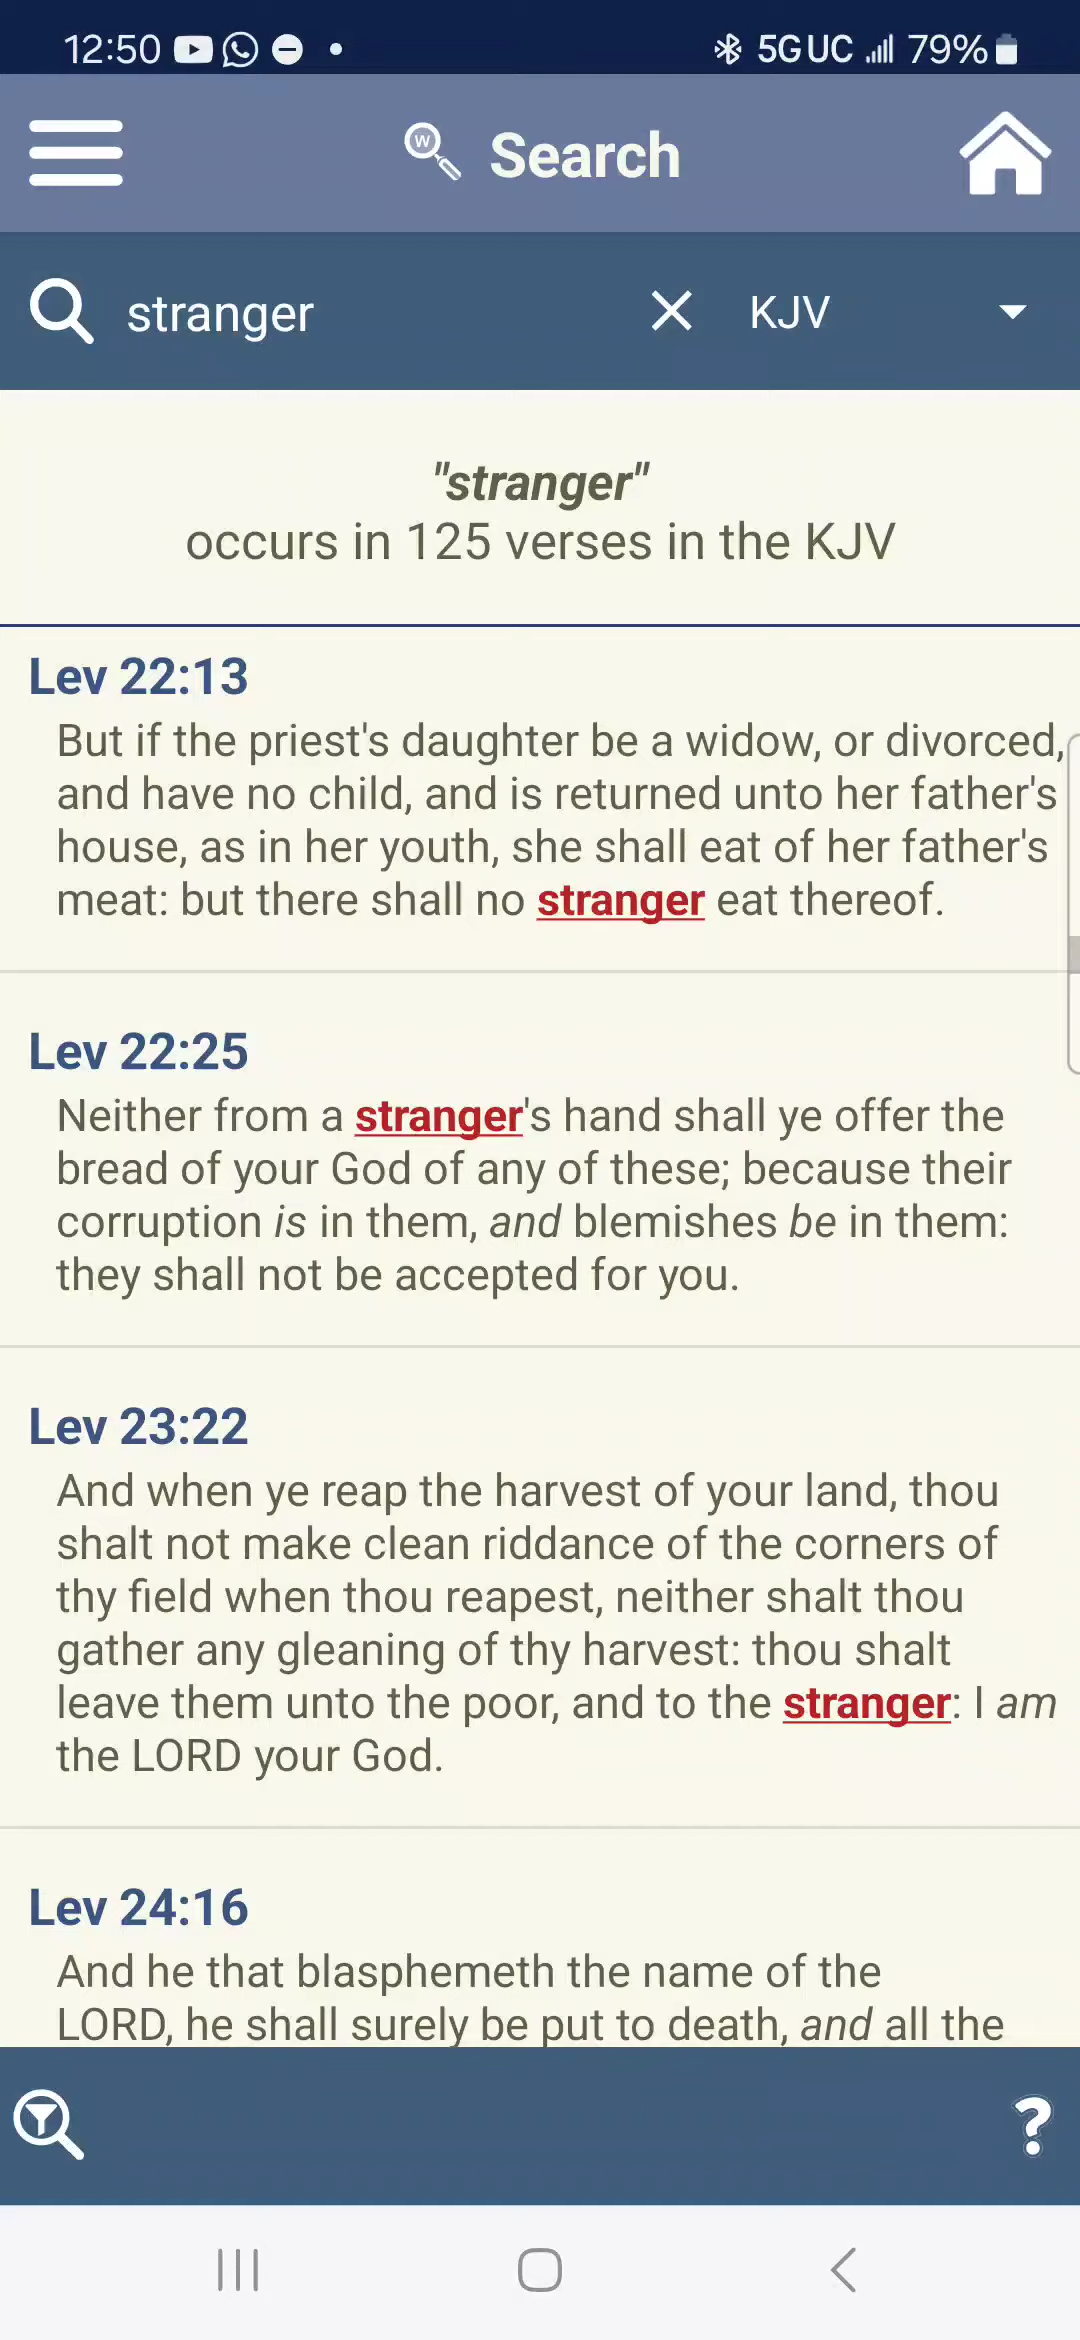 12:50 5G UC 79%
W Search
stranger KJV
"stranger"
occurs in 125 verses in the KJV
Lev 22:13
But if the priest's daughter be a widow, or divorced,
and have no child, and is returned unto her father's
house, as in her youth, she shall eat of her father's
meat: but there shall no stranger eat thereof.
Lev 22:25
Neither from a stranger's hand shall ye offer the
bread of your God of any of these; because their
corruption is in them, and blemishes be in them:
they shall not be accepted for you.
Lev 23:22
And when ye reap the harvest of your land, thou
shalt not make clean riddance of the corners of
thy field when thou reapest, neither shalt thou
gather any gleaning of thy harvest: thou shalt
leave them unto the poor, and to the stranger: I am
the LORD your God.
Lev 24:16
And he that blasphemeth the name of the
LORD, he shall surely be put to death, and all the
?